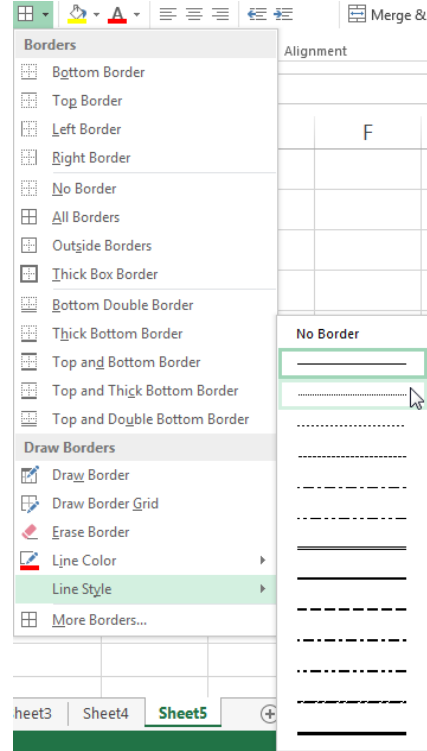 A
Merge &
Borders
Alignment
Bottom Border
Top Border
Left Border
F
Right Border
No Border
All Borders
Outside Borders
Thick Box Border
Bottom Double Border
Thick Bottom Border
No Border
Top and Bottom Border
Top and Thick Bottom Border
Top and Double Bottom Border
Draw Borders
Draw Border
Draw Border Grid
Erase Border
Line Color
Line Style
More Borders...
heet3 Sheet4 Sheet5